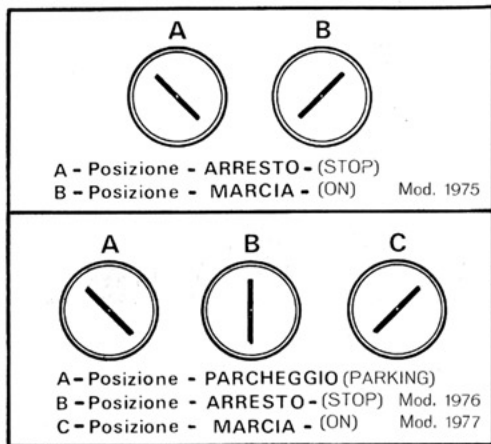 A B
A - Posizione - ARRESTO - (STOP)
B - Posizione - MARCIA - (ON) Mod. 1975
A B C
A - Posizione - PARCHEGGIO (PARKING)
B - Posizione - ARRESTO - (STOP) Mod. 1976
C - Posizione - MARCIA - (ON) Mod. 1977